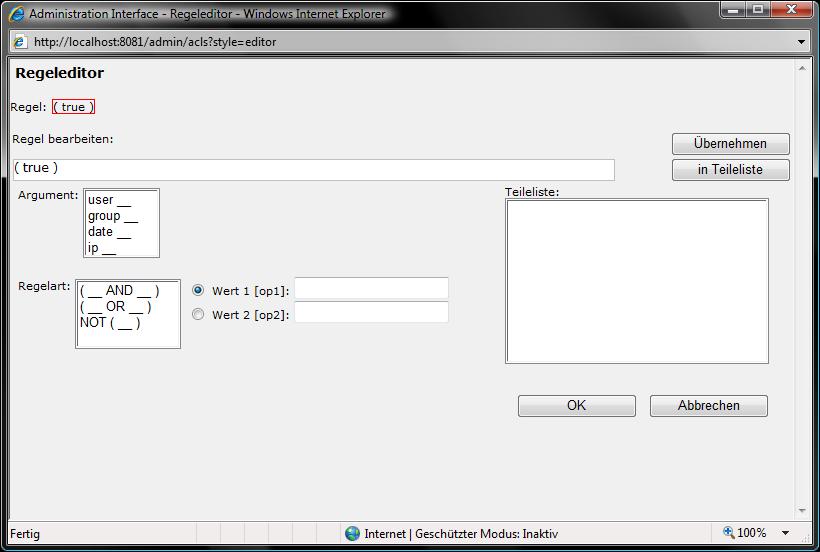 Administration Interface - Regeleditor - Windows Internet Explorer
http://localhost:8081/admin/acls?style=editor
Regeleditor
Regel: ( true )
Regel bearbeiten:
Übernehmen
( true )
in Teileliste
Argument:
user __
group __
date __
ip __
Teileliste:
Regelart:
( __ AND __ )
( __ OR __ )
NOT ( __ )
Wert 1 [op1]:
Wert 2 [op2]:
OK
Abbrechen
Fertig
Internet | Geschützter Modus: Inaktiv
100%